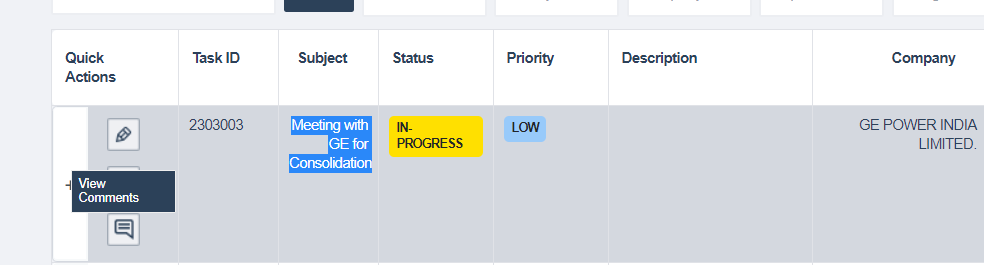 Quick
Actions
Task ID
Subject
Status
Priority
Description
Company
2303003
Meeting with
GE for
Consolidation
IN-
PROGRESS
LOW
GE POWER INDIA
LIMITED.
View
Comments